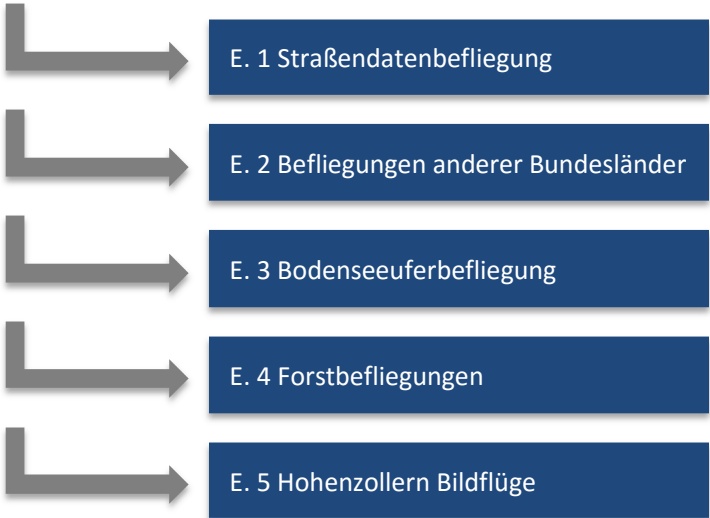 E. 1 Straßendatenbefliegung
E. 2 Befliegungen anderer Bundesländer
E. 3 Bodenseeuferbefliegung
E. 4 Forstbefliegungen
E. 5 Hohenzollern Bildflüge